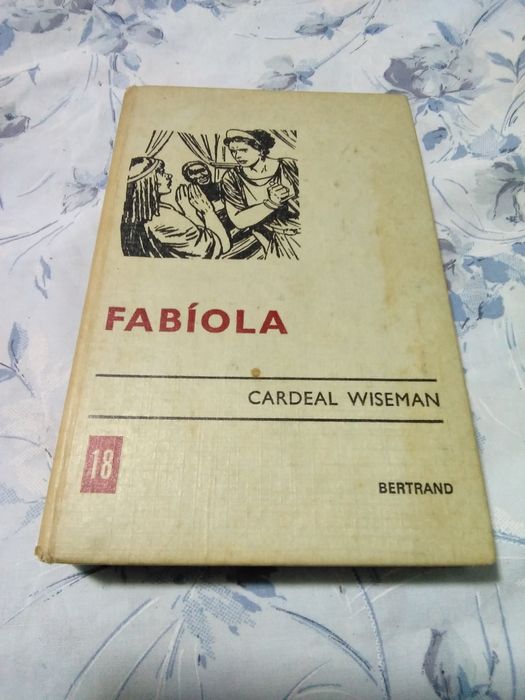 FABÍOLA
CARDEAL WISEMAN
18
BERTRAND